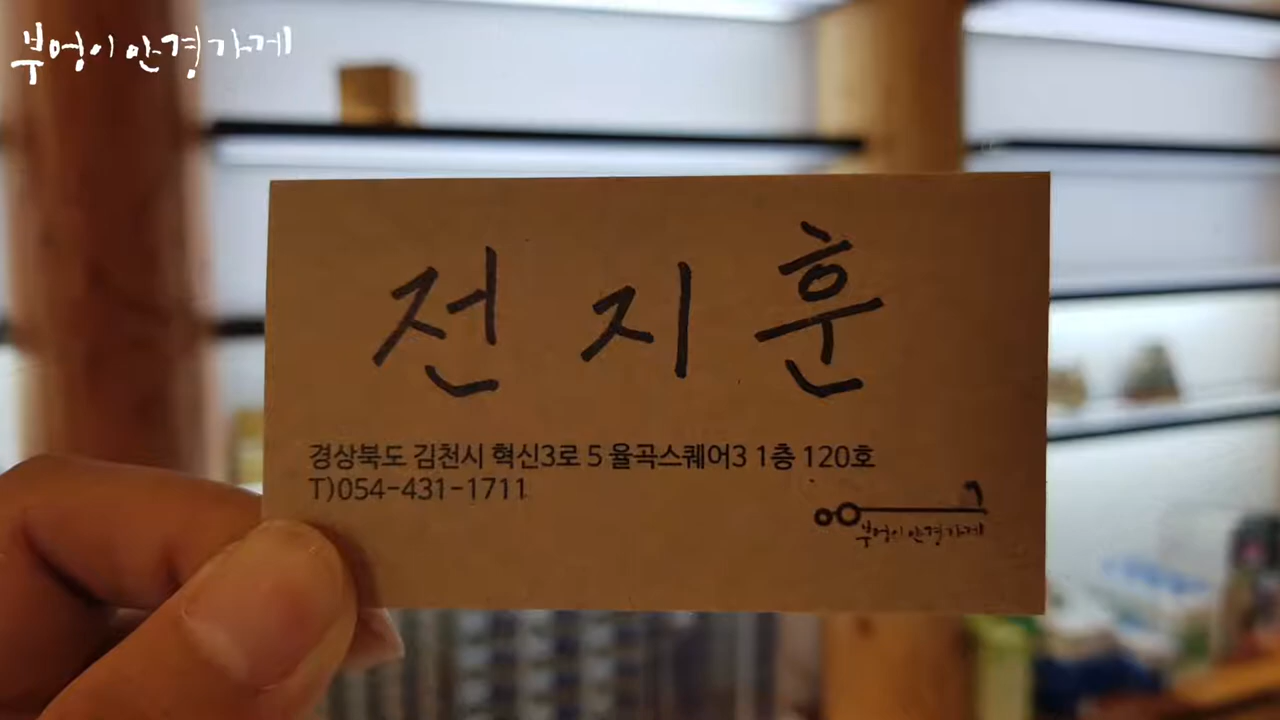 부엉이안경가게
전지훈
경상북도 김천시 혁신3로 5 율곡스퀘어3 1층 120호
T)054-431-1711
부엉이안경가게